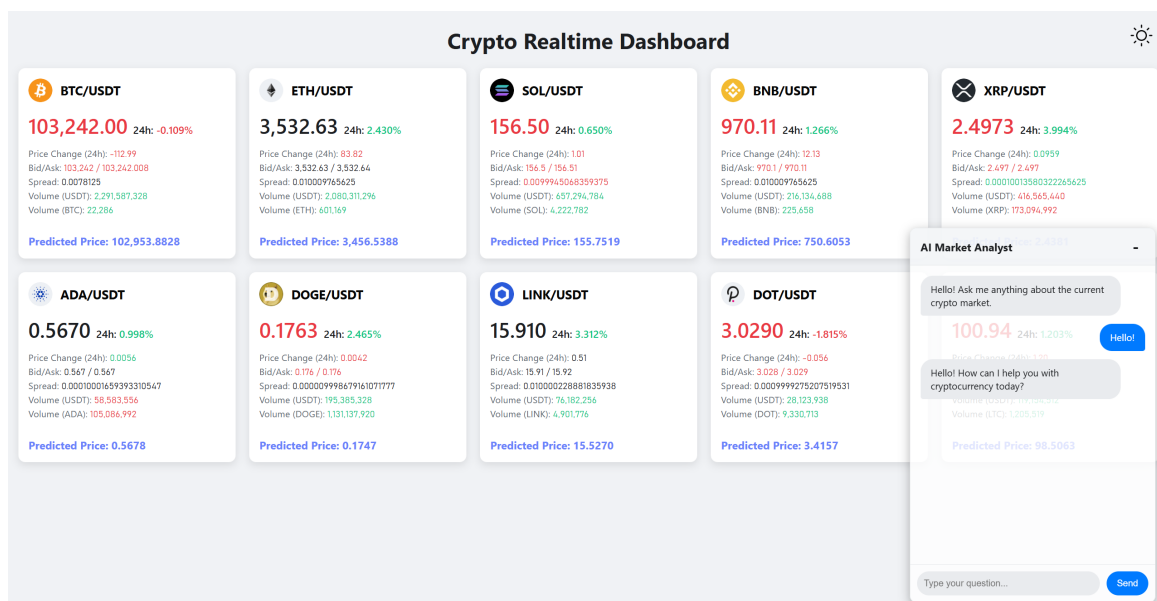 Crypto Realtime Dashboard
BTC/USDT
103,242.00 24h: -0.109%
Price Change (24h): -112.99
Bid/Ask: 103,242 / 103,242.008
Spread: 0.0078125
Volume (USDT): 2,291,587,328
Volume (BTC): 22,286
Predicted Price: 102,953.8828
ETH/USDT
3,532.63 24h: 2.430%
Price Change (24h): 83.82
Bid/Ask: 3,532.63 / 3,532.64
Spread: 0.010009765625
Volume (USDT): 2,080,311,296
Volume (ETH): 601,169
Predicted Price: 3,456.5388
SOL/USDT
156.50 24h: 0.650%
Price Change (24h): 1.01
Bid/Ask: 156.5 / 156.51
Spread: 0.0099945068359375
Volume (USDT): 657,294,784
Volume (SOL): 4,222,782
Predicted Price: 155.7519
BNB/USDT
970.11 24h: 1.266%
Price Change (24h): 12.13
Bid/Ask: 970.1 / 970.11
Spread: 0.010009765625
Volume (USDT): 216,134,688
Volume (BNB): 225,658
Predicted Price: 750.6053
XRP/USDT
2.4973 24h: 3.994%
Price Change (24h): 0.0959
Bid/Ask: 2.497 / 2.497
Spread: 0.00010013580322265625
Volume (USDT): 416,565,440
Volume (XRP): 173,094,992
ADA/USDT
0.5670 24h: 0.998%
Price Change (24h): 0.0056
Bid/Ask: 0.567 / 0.567
Spread: 0.00010001659393310547
Volume (USDT): 58,583,556
Volume (ADA): 105,086,992
Predicted Price: 0.5678
DOGE/USDT
0.1763 24h: 2.465%
Price Change (24h): 0.0042
Bid/Ask: 0.176 / 0.176
Spread: 0.000009998679161071777
Volume (USDT): 195,385,328
Volume (DOGE): 1,131,137,920
Predicted Price: 0.1747
LINK/USDT
15.910 24h: 3.312%
Price Change (24h): 0.51
Bid/Ask: 15.91 / 15.92
Spread: 0.010000228881835938
Volume (USDT): 76,182,256
Volume (LINK): 4,901,776
Predicted Price: 15.5270
DOT/USDT
3.0290 24h: -1.815%
Price Change (24h): -0.056
Bid/Ask: 3.028 / 3.029
Spread: 0.0009999275207519531
Volume (USDT): 28,123,938
Volume (DOT): 9,330,713
Predicted Price: 3.4157
100.94 24h: 1.203%
Volume (LTC): 1,205,519
Predicted Price: 98.5063
AI Market Analyst -
Hello! Ask me anything about the current
crypto market.
Hello!
Hello! How can I help you with
cryptocurrency today?
Type your question...
Send